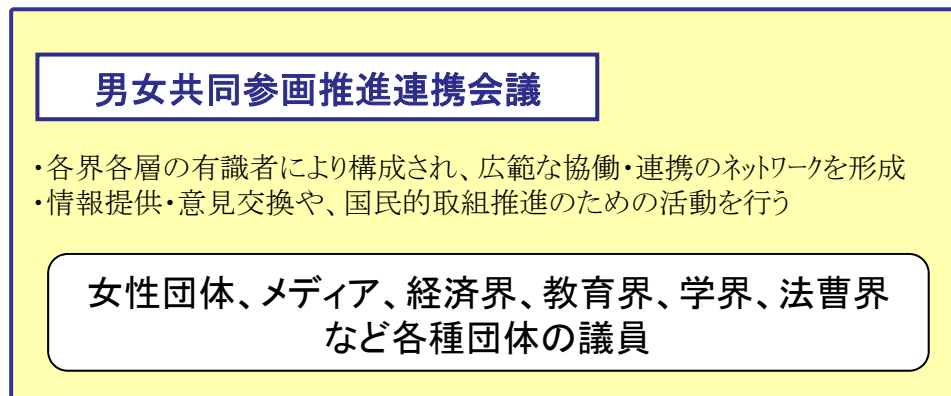 男女共同参画推進連携会議
・各界各層の有識者により構成され、広範な協働・連携のネットワークを形成
・情報提供・意見交換や、国民的取組推進のための活動を行う
女性団体、メディア、経済界、教育界、学界、法曹界
など各種団体の議員